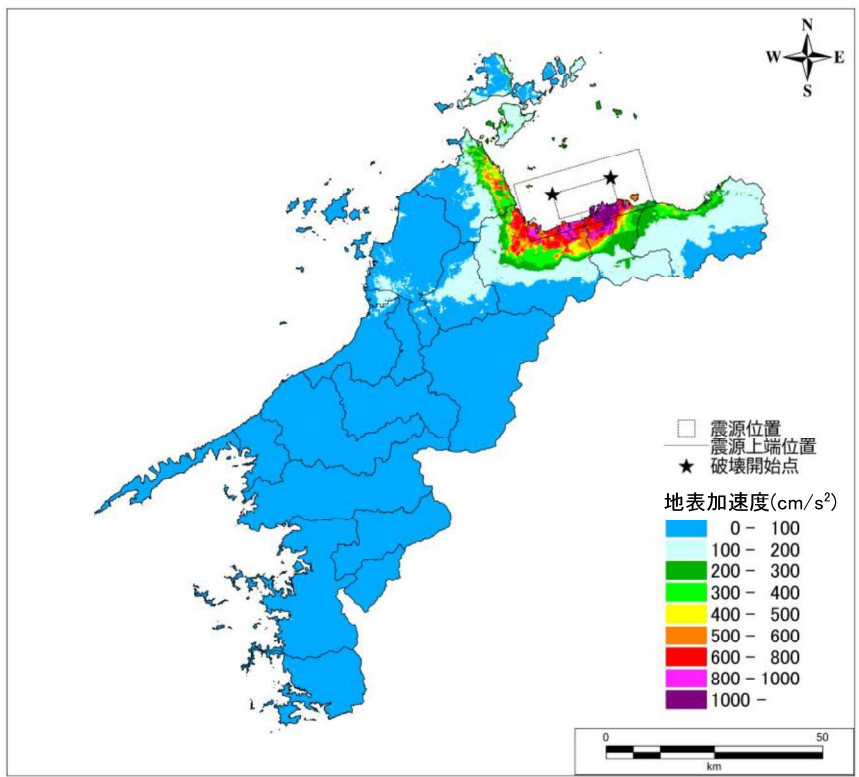 N
W E
S
震源位置
震源上端位置
★ 破壊開始点
地表加速度(cm/s²)
0 - 100
100 - 200
200 - 300
300 - 400
400 - 500
500 - 600
600 - 800
800 - 1000
1000 -
0 50
km